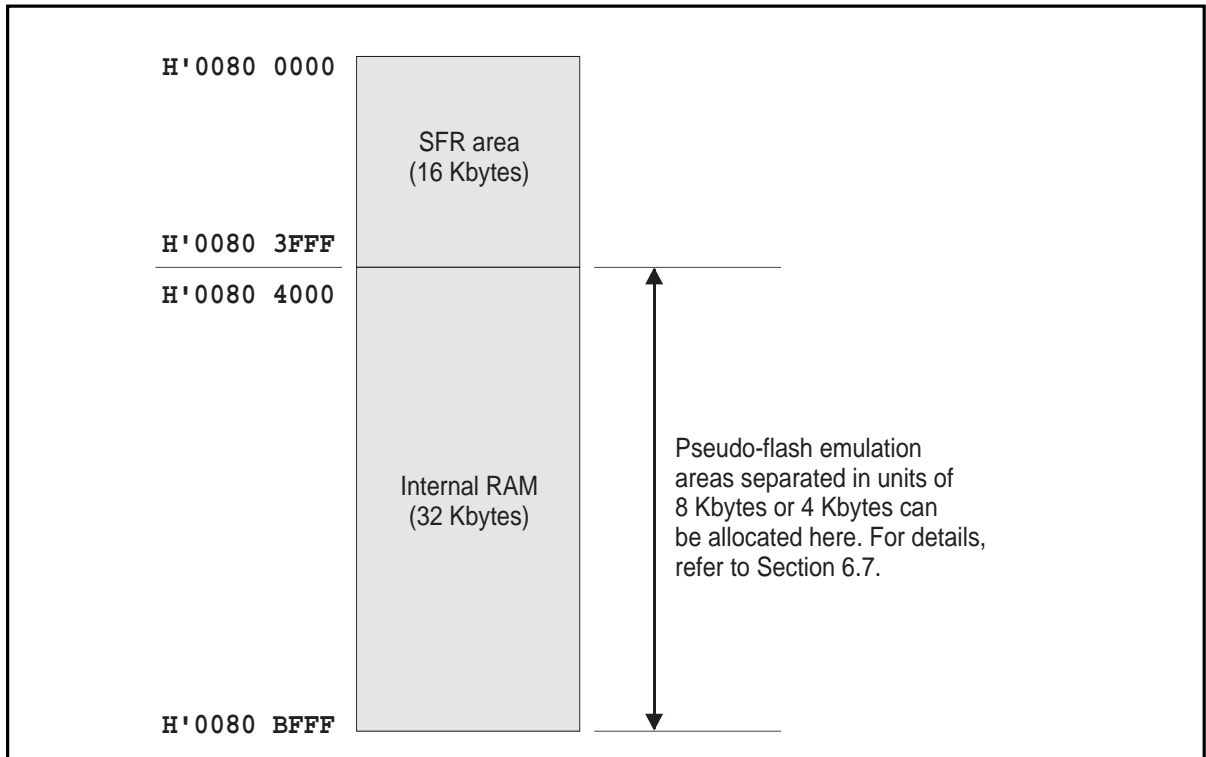 H'0080 0000
SFR area
(16 Kbytes)
H'0080 3FFF
H'0080 4000
Internal RAM
(32 Kbytes)
Pseudo-flash emulation
areas separated in units of
8 Kbytes or 4 Kbytes can
be allocated here. For details,
refer to Section 6.7.
H'0080 BFFF